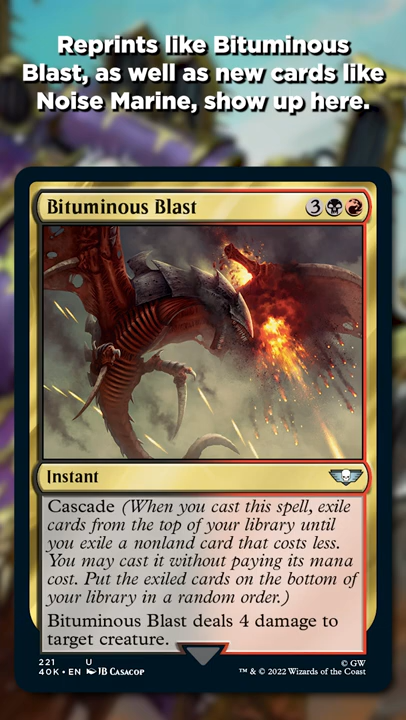 Reprints like Bituminous
Blast, as well as new cards like
Noise Marine, show up here.
Bituminous Blast 3
Instant
Cascade (When you cast this spell, exile
cards from the top of your library until
you exile a nonland card that costs less.
You may cast it without paying its mana
cost. Put the exiled cards on the bottom of
your library in a random order.)
Bituminous Blast deals 4 damage to
target creature.
221 U © GW
40K • EN JB Casacop ™ & © 2022 Wizards of the Coast